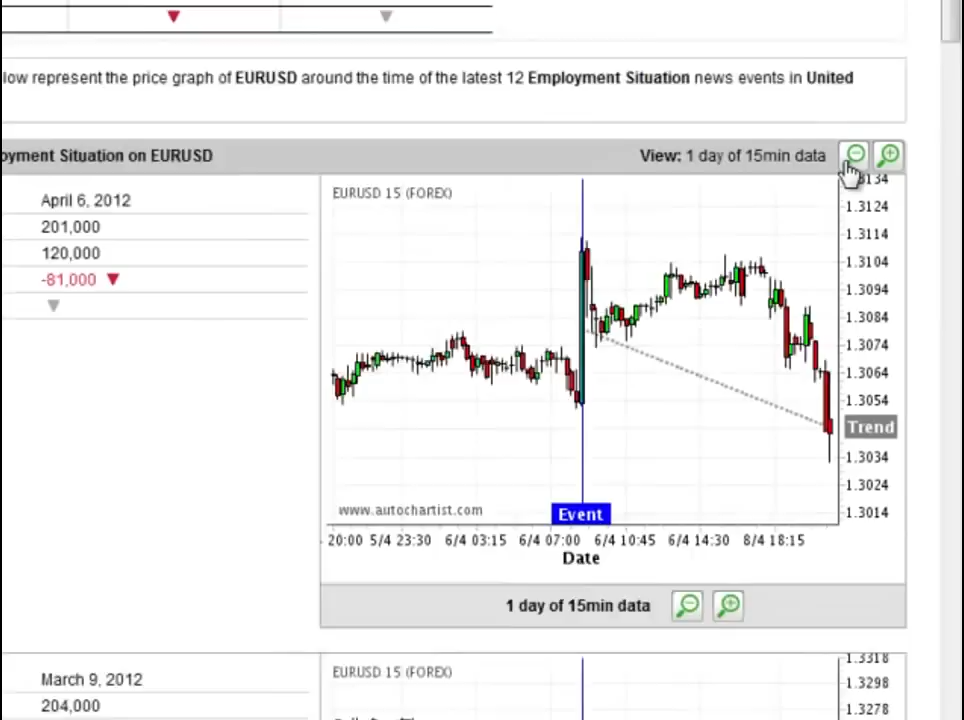 low represent the price graph of EURUSD around the time of the latest 12 Employment Situation news events in United
oyment Situation on EURUSD
View: 1 day of 15min data
April 6, 2012
201,000
120,000
-81,000
EURUSD 15 (FOREX)
1.3124
1.3114
1.3104
1.3094
1.3084
1.3074
1.3064
1.3054
Trend
1.3034
1.3024
1.3014
www.autochartist.com
Event
20:00 5/4 23:30 6/4 03:15 6/4 07:00 6/4 10:45 6/4 14:30 8/4 18:15
Date
1 day of 15min data
March 9, 2012
204,000
EURUSD 15 (FOREX)
1.3318
1.3298
1.3278